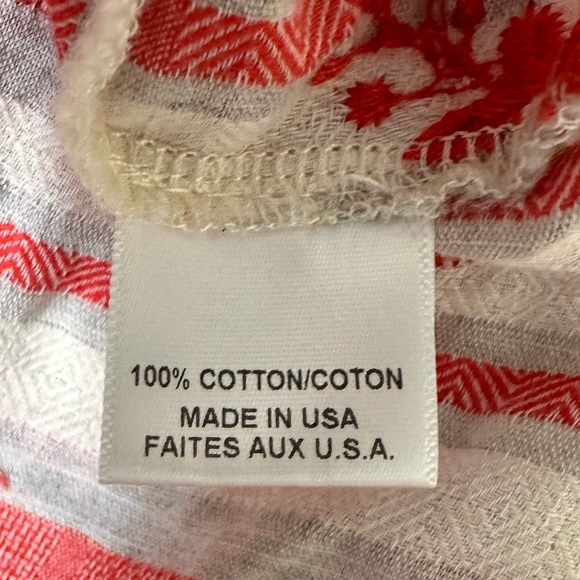 100% COTTON/COTON
MADE IN USA
FAITES AUX U.S.A.